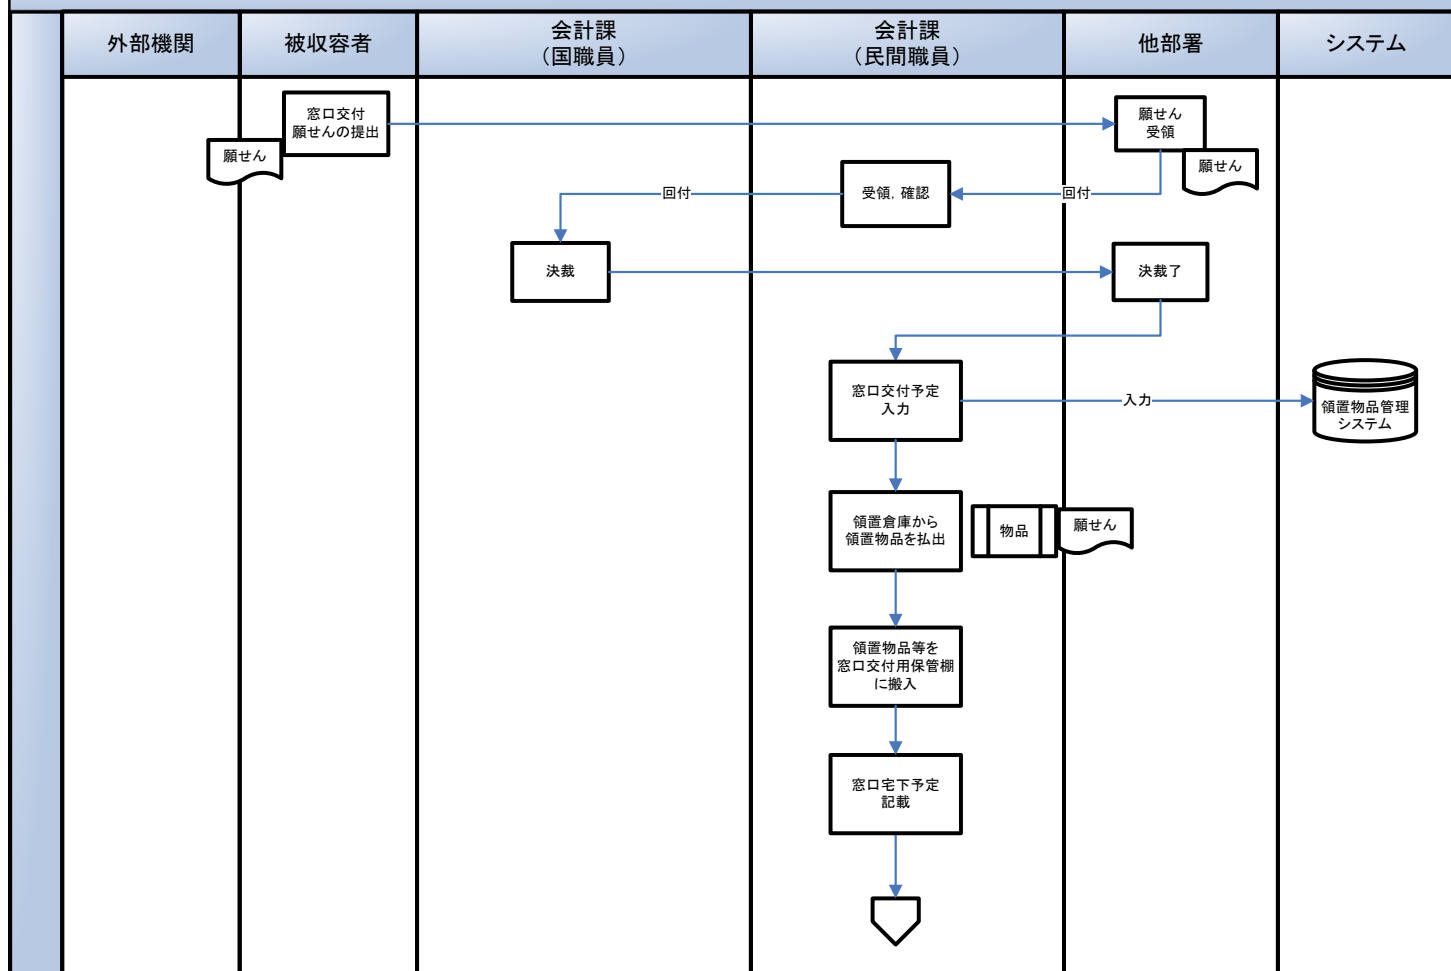 外部機関
被収容者
会計課
（国職員）
会計課
（民間職員）
他部署
システム
窓口交付
願せんの提出
願せん
願せん
受領
願せん
受領，確認
回付
回付
決裁
決裁了
窓口交付予定
入力
入力
領置物品管理
システム
領置倉庫から
領置物品を払出
物品
願せん
領置物品等を
窓口交付用保管棚
に搬入
窓口宅下予定
記載